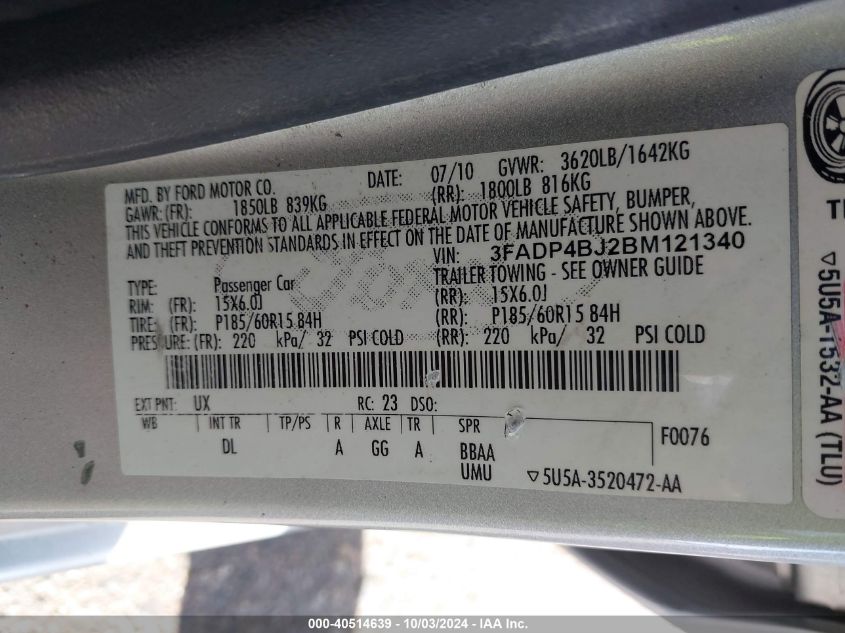 MFD. BY FORD MOTOR CO.
DATE: 07/10 GVWR: 3620LB/1642KG
GAWR: (FR): 1850LB 839KG (RR): 1800LB 816KG
THIS VEHICLE CONFORMS TO ALL APPLICABLE FEDERAL MOTOR VEHICLE SAFETY, BUMPER,
AND THEFT PREVENTION STANDARDS IN EFFECT ON THE DATE OF MANUFACTURE SHOWN ABOVE.
VIN: 3FADP4BJ2BM121340
TYPE: Passenger Car TRAILER TOWING - SEE OWNER GUIDE
RIM: (FR): 15X6.0J (RR): 15X6.0J
TIRE: (FR): P185/60R15 84H (RR): P185/60R15 84H
PRESSURE: (FR): 220 kPa/ 32 PSI COLD (RR): 220 kPa/ 32 PSI COLD
EXT PNT: UX RC: 23 DSO:
WB INT TR TP/PS R AXLE TR SPR F0076
DL A GG A BBAA
UMU ▽5U5A-3520472-AA
▽5U5A-1532-AA (TLU)
000-40514639 - 10/03/2024 - IAA Inc.